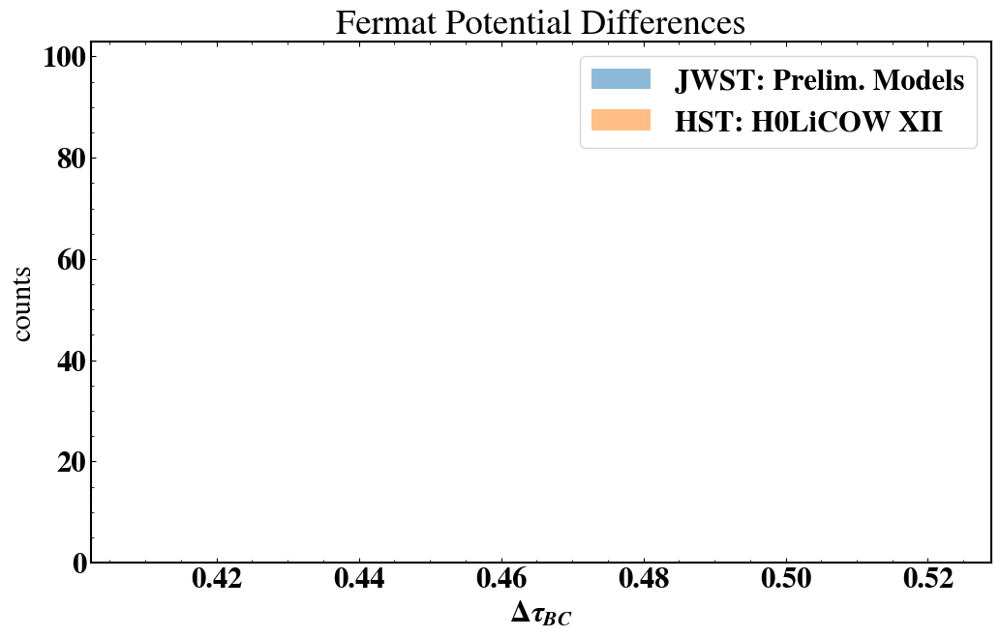 Fermat Potential Differences
100
80
60
40
20
0
counts
JWST: Prelim. Models
HST: H0LiCOW XII
0.42 0.44 0.46 0.48 0.50 0.52
Δτ_BC